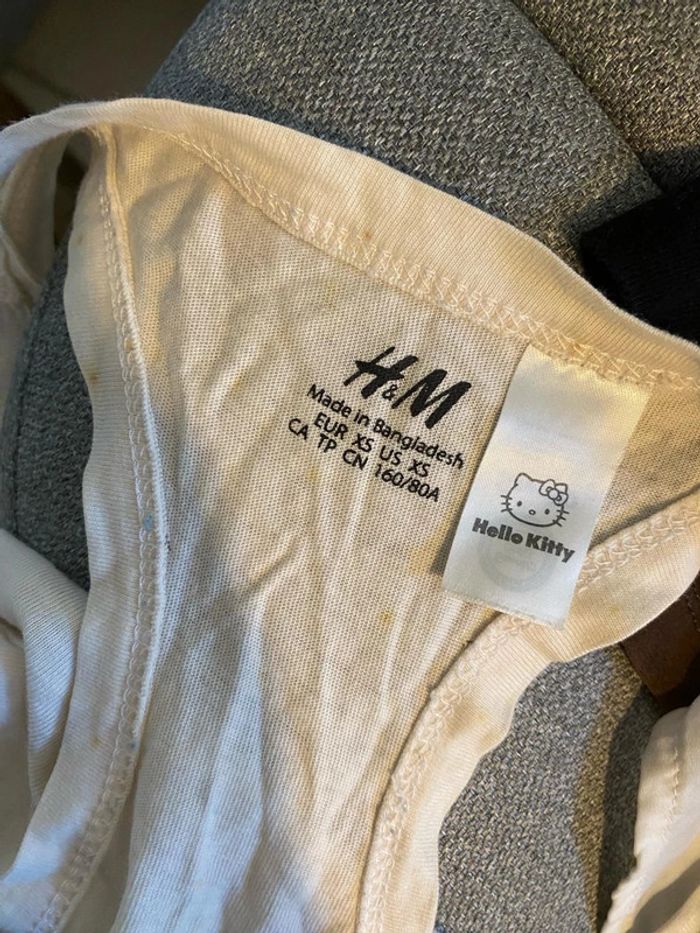 H&M
Made in Bangladesh
EUR XS US XS
CA TP CN 160/80A
Hello Kitty